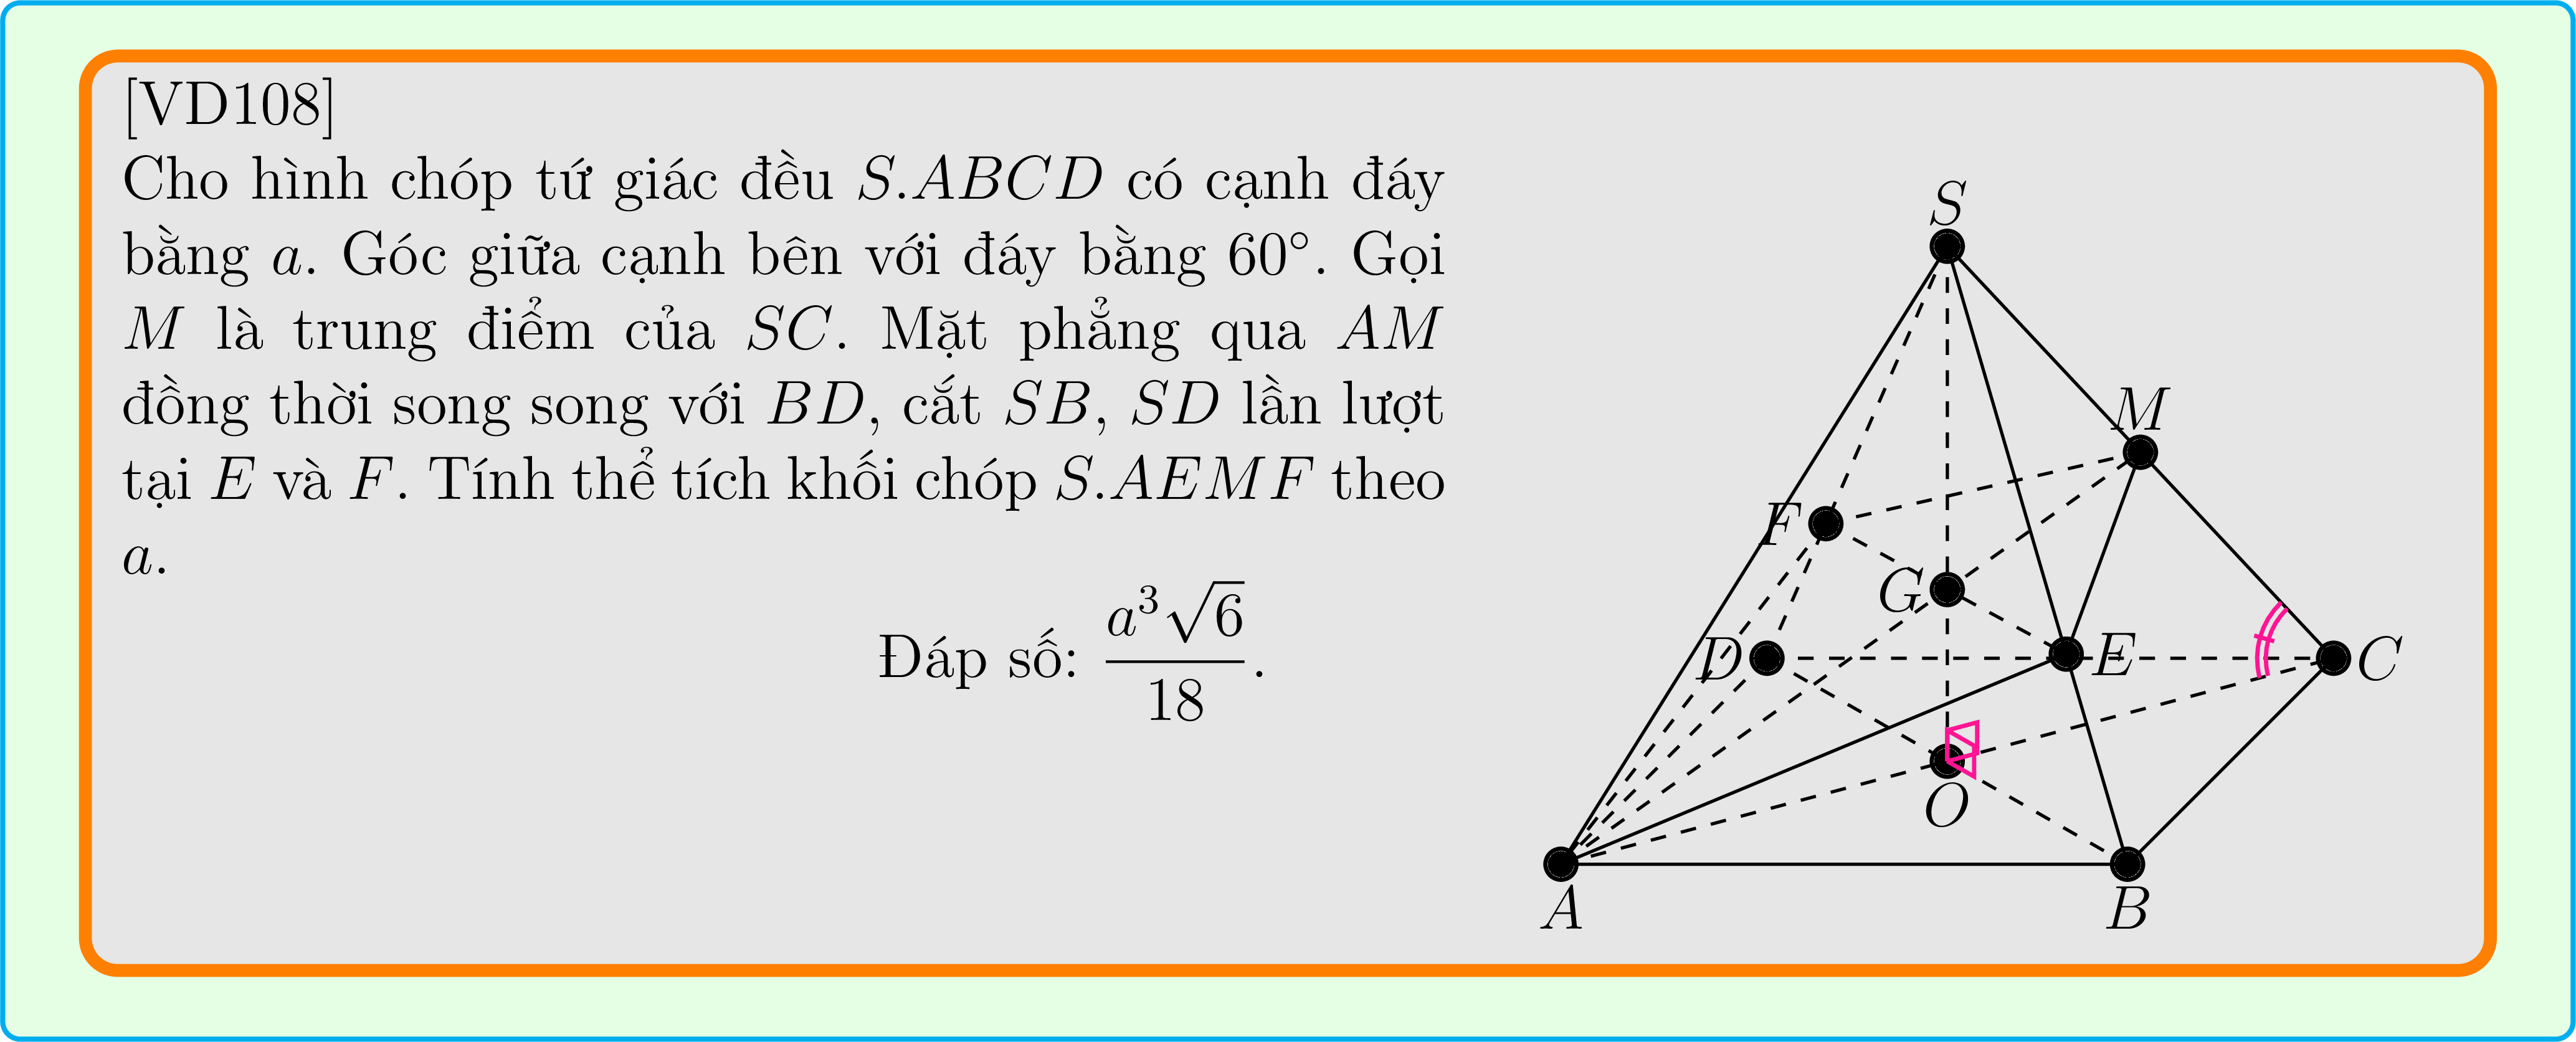 [VD108]
Cho hình chóp tứ giác đều S.ABCD có cạnh đáy
bằng a. Góc giữa cạnh bên với đáy bằng 60°. Gọi
M là trung điểm của SC. Mặt phẳng qua AM
đồng thời song song với BD, cắt SB, SD lần lượt
tại E và F. Tính thể tích khối chóp S.AEMF theo
a.
Đáp số: \frac{a^3\sqrt{6}}{18}.
S
M
F
G
D
E
C
O
A
B